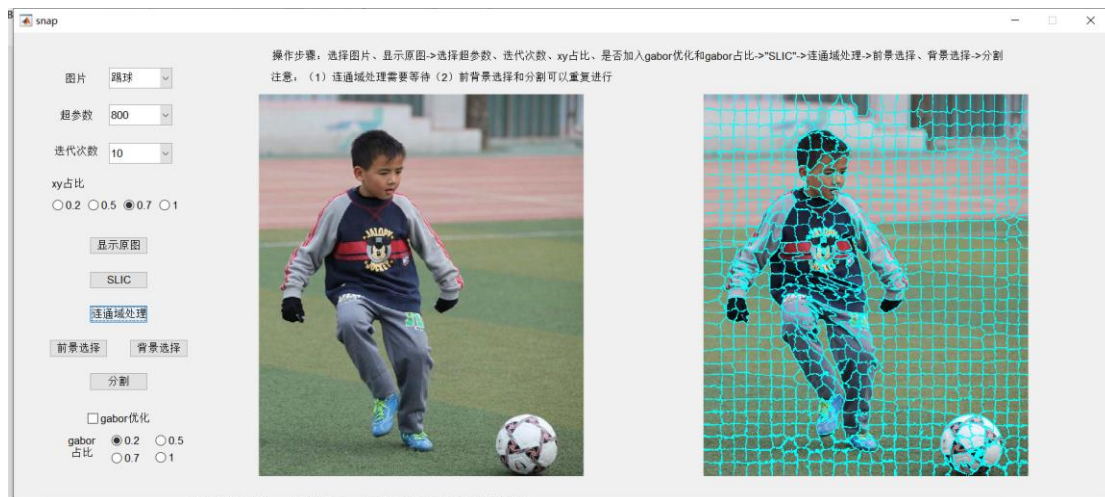 snap
操作步骤：选择图片、显示原图->选择超参数、迭代次数、xy占比、是否加入gabor优化和gabor占比->"SLIC"->连通域处理->前景选择、背景选择->分割
注意：（1）连通域处理需要等待（2）前背景选择和分割可以重复进行
图片 踢球
超参数 800
迭代次数 10
xy占比
0.2 0.5 0.7 1
显示原图
SLIC
连通域处理
前景选择 背景选择
分割
gabor优化
gabor占比
0.2 0.5
0.7 1
JALOPY
SOCKET